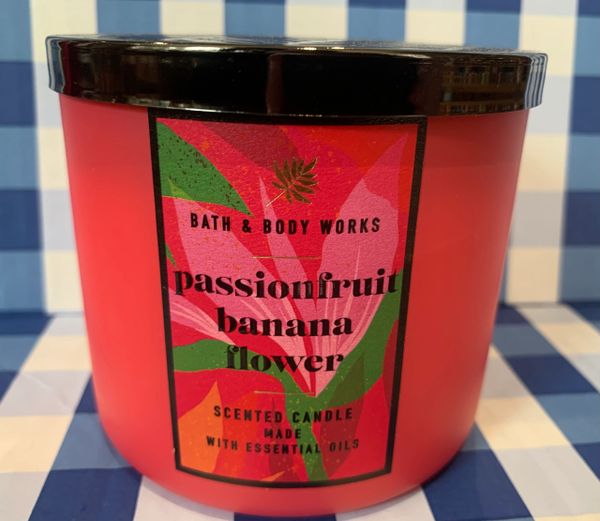 BATH & BODY WORKS
passionfruit
banana
flower
SCENTED CANDLE
MADE
WITH ESSENTIAL OILS